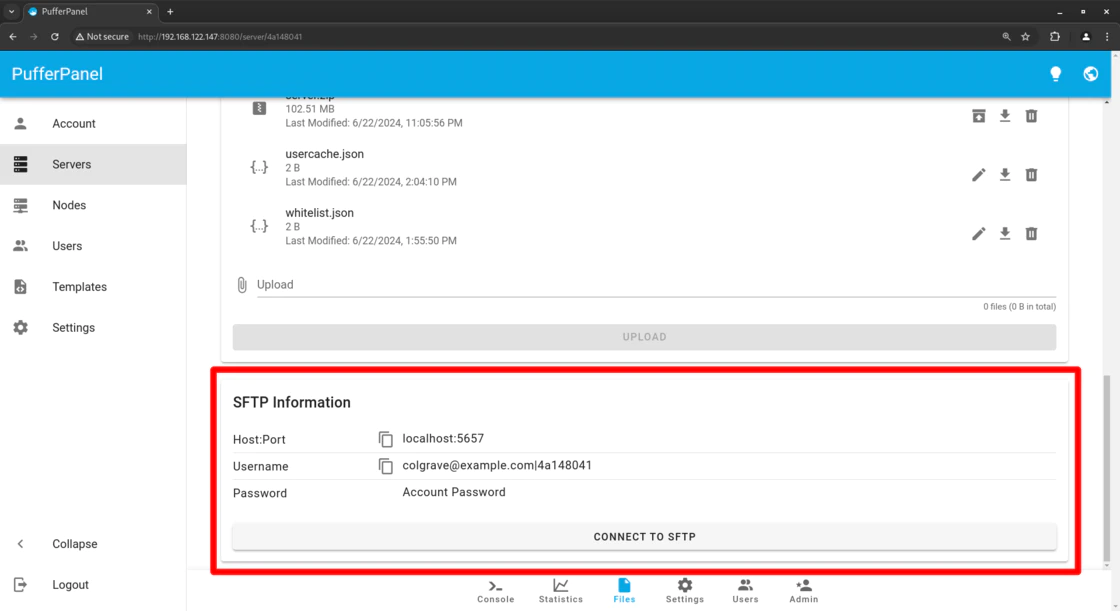 PufferPanel
Not secure
http://192.168.122.147:8080/server/4a148041
PufferPanel
Account
Servers
Nodes
Users
Templates
Settings
Collapse
Logout
server.zip
102.51 MB
Last Modified: 6/22/2024, 11:05:56 PM
{...}
usercache.json
2 B
Last Modified: 6/22/2024, 2:04:10 PM
{...}
whitelist.json
2 B
Last Modified: 6/22/2024, 1:55:50 PM
Upload
0 files (0 B in total)
UPLOAD
SFTP Information
Host:Port localhost:5657
Username colgrave@example.com|4a148041
Password Account Password
CONNECT TO SFTP
Console Statistics Files Settings Users Admin